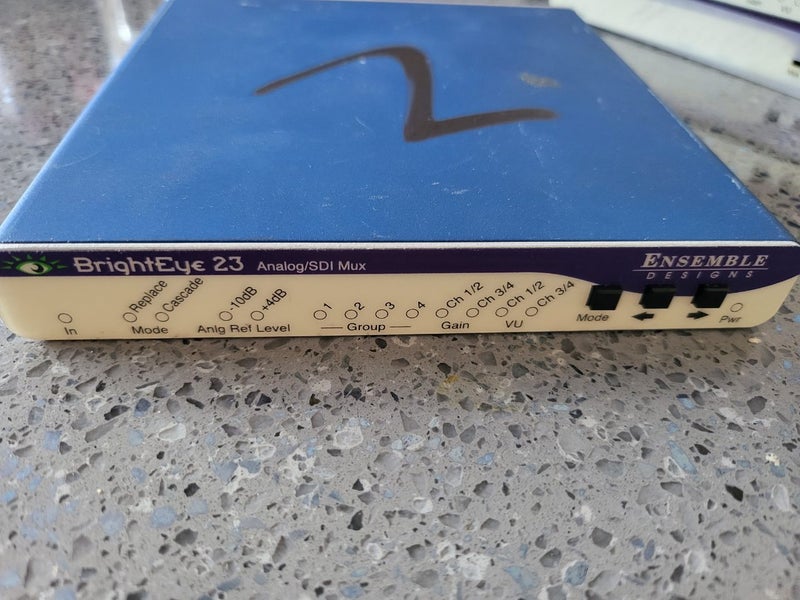 2
BrightEye 23 Analog/SDI Mux
ENSEMBLE
DESIGNS
In
Replace
Cascade
Mode
-10dB
+4dB
Anlg Ref Level
1 2 3 4
Group
Ch 1/2
Ch 3/4
Gain
Ch 1/2
Ch 3/4
VU
Mode
Pwr